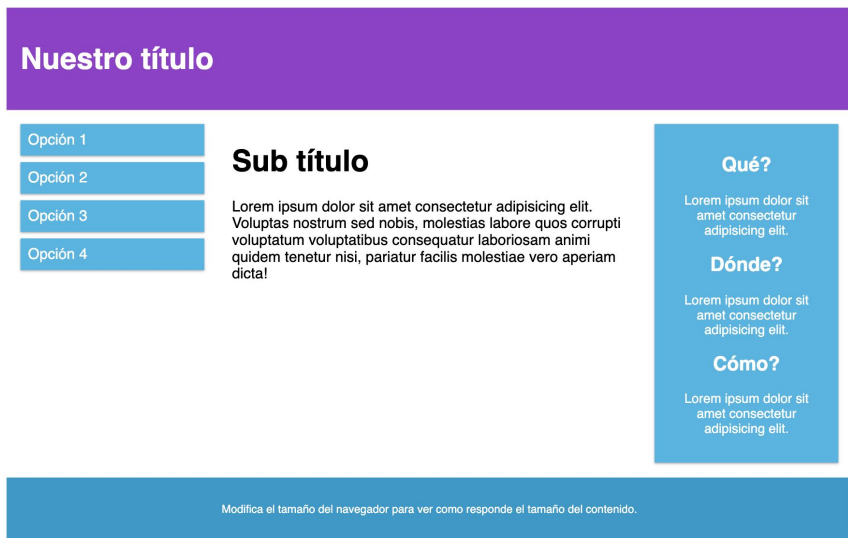 Nuestro título
Opción 1
Opción 2
Opción 3
Opción 4
Sub título
Lorem ipsum dolor sit amet consectetur adipisicing elit.
Voluptas nostrum sed nobis, molestias labore quos corrupti
voluptatum voluptatibus consequatur laboriosam animi
quidem tenetur nisi, pariatur facilis molestiae vero aperiam
dicta!
Qué?
Lorem ipsum dolor sit
amet consectetur
adipisicing elit.
Dónde?
Lorem ipsum dolor sit
amet consectetur
adipisicing elit.
Cómo?
Lorem ipsum dolor sit
amet consectetur
adipisicing elit.
Modifica el tamaño del navegador para ver como responde el tamaño del contenido.